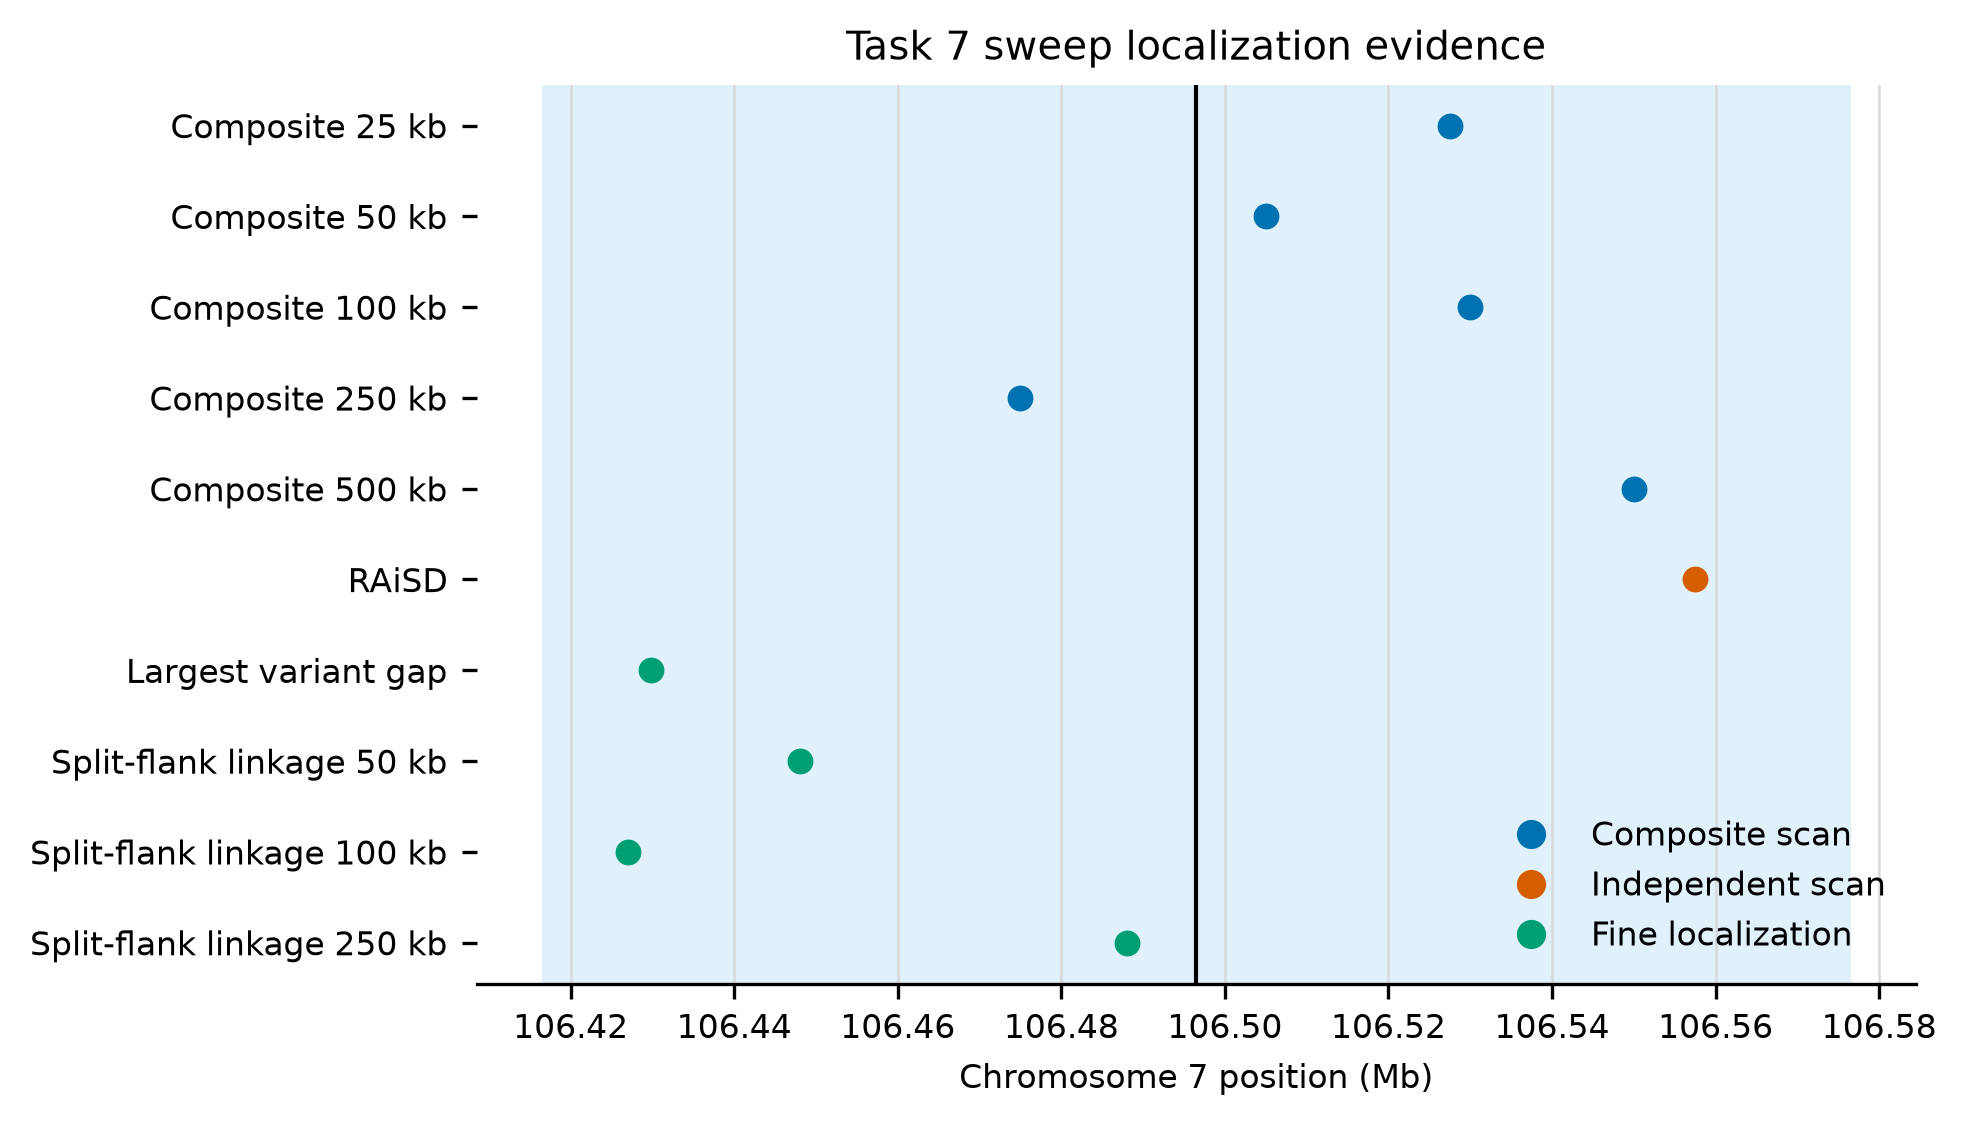 Task 7 sweep localization evidence
Composite 25 kb
Composite 50 kb
Composite 100 kb
Composite 250 kb
Composite 500 kb
RAiSD
Largest variant gap
Split-flank linkage 50 kb
Split-flank linkage 100 kb
Split-flank linkage 250 kb
Composite scan
Independent scan
Fine localization
106.42 106.44 106.46 106.48 106.50 106.52 106.54 106.56 106.58
Chromosome 7 position (Mb)